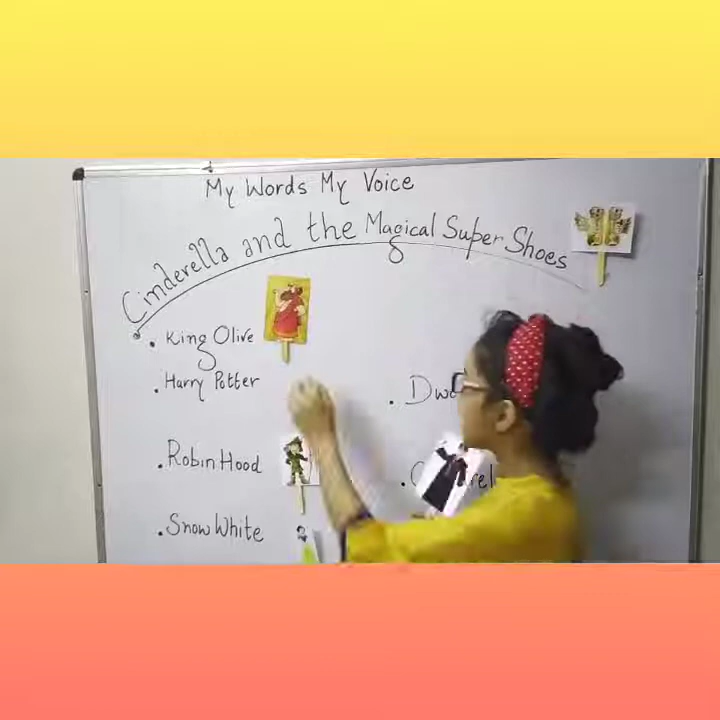 My Words My Voice
Cinderella and the Magical Super Shoes
. King Olive
. Harry Potter
. Robin Hood
. Snow White